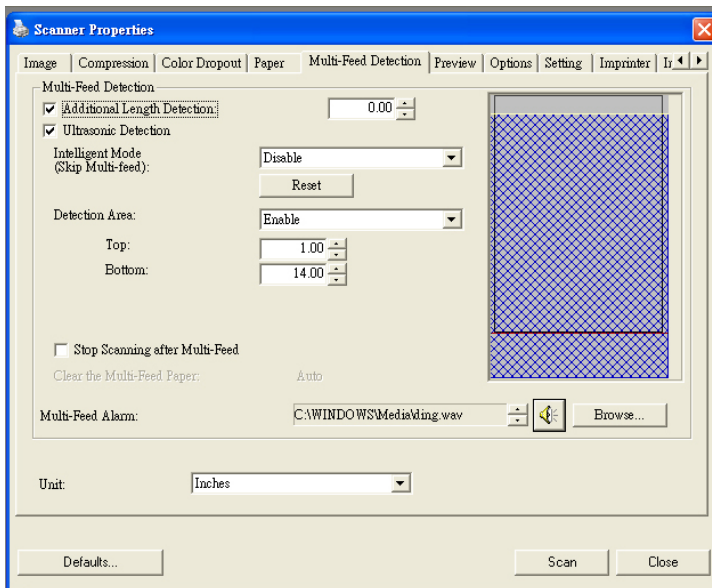 Scanner Properties
Image Compression Color Dropout Paper Multi-Feed Detection Preview Options Setting Imprinter
Multi-Feed Detection
Additional Length Detection: 0.00
Ultrasonic Detection
Intelligent Mode
(Skip Multi-feed): Disable
Reset
Detection Area: Enable
Top: 1.00
Bottom: 14.00
Stop Scanning after Multi-Feed
Clear the Multi-Feed Paper: Auto
Multi-Feed Alarm: C:\WINDOWS\Media\ding.wav Browse...
Unit: Inches
Defaults... Scan Close